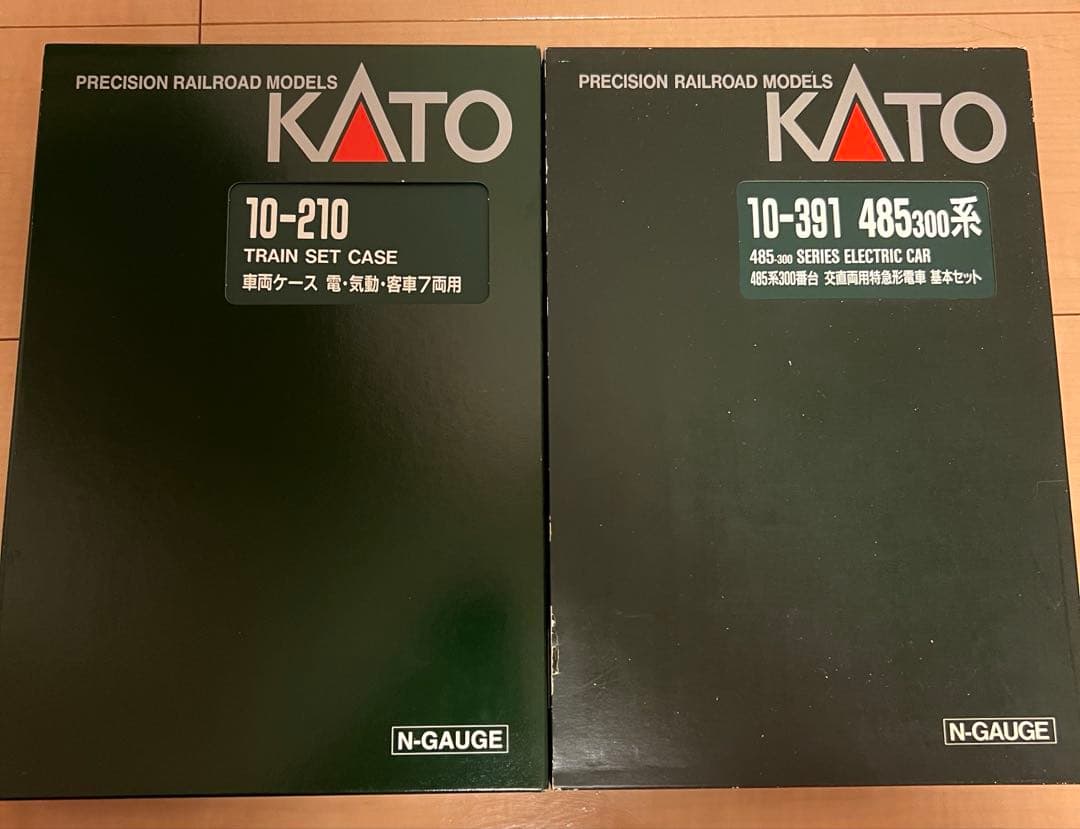 PRECISION RAILROAD MODELS
KATO
10-210
TRAIN SET CASE
車両ケース 電・気動・客車7両用
N-GAUGE
PRECISION RAILROAD MODELS
KATO
10-391 485300系
485-300 SERIES ELECTRIC CAR
485系300番台 交直両用特急形電車 基本セット
N-GAUGE